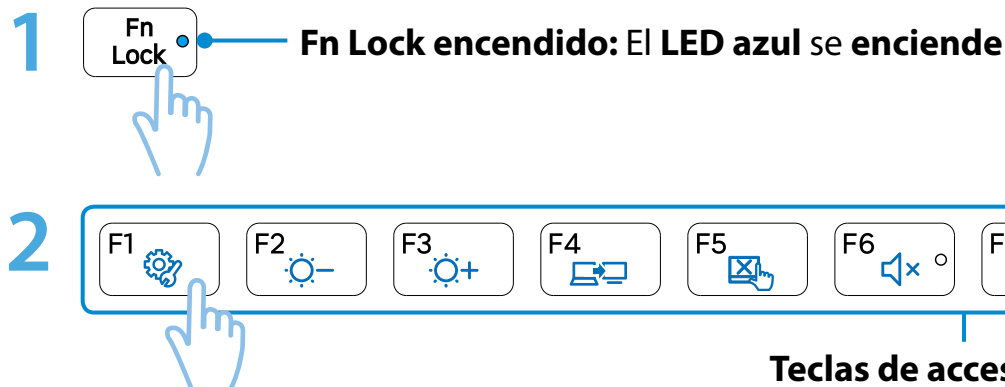 1
Fn
Lock
Fn Lock encendido: El LED azul se enciende
2
F1
F2
F3
F4
F5
F6
Teclas de